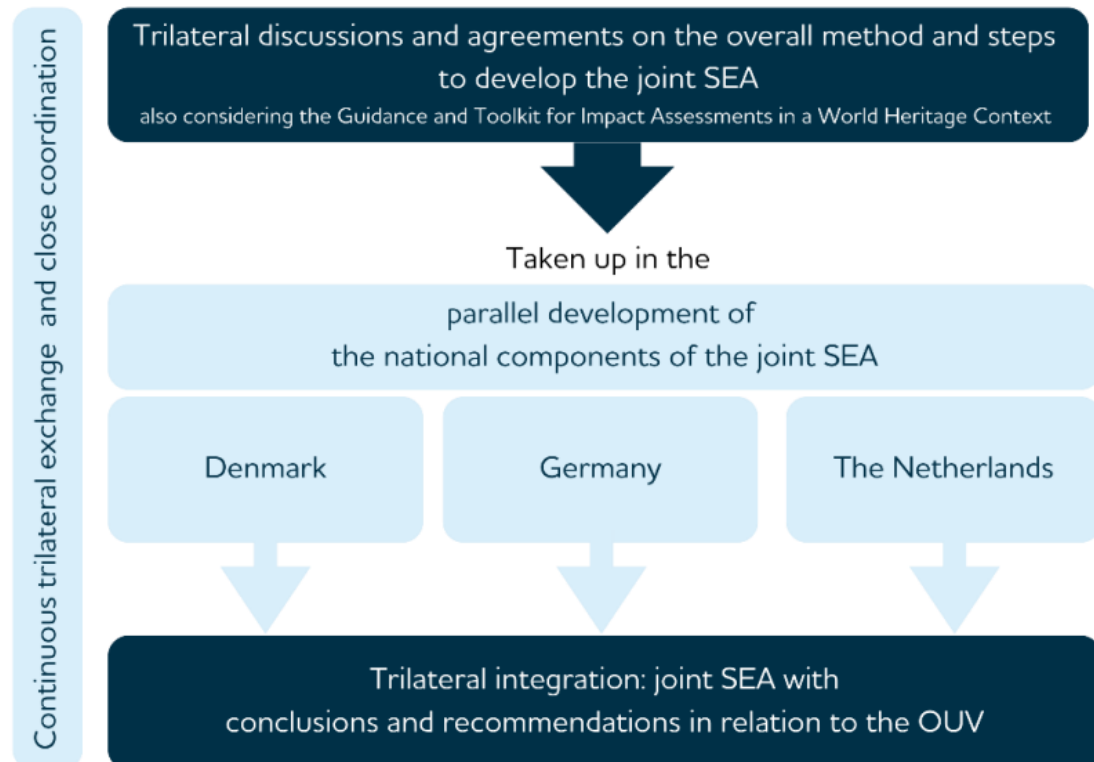 Continuous trilateral exchange and close coordination
Trilateral discussions and agreements on the overall method and steps
to develop the joint SEA
also considering the Guidance and Toolkit for Impact Assessments in a World Heritage Context
Taken up in the
parallel development of
the national components of the joint SEA
Denmark
Germany
The Netherlands
Trilateral integration: joint SEA with
conclusions and recommendations in relation to the OUV